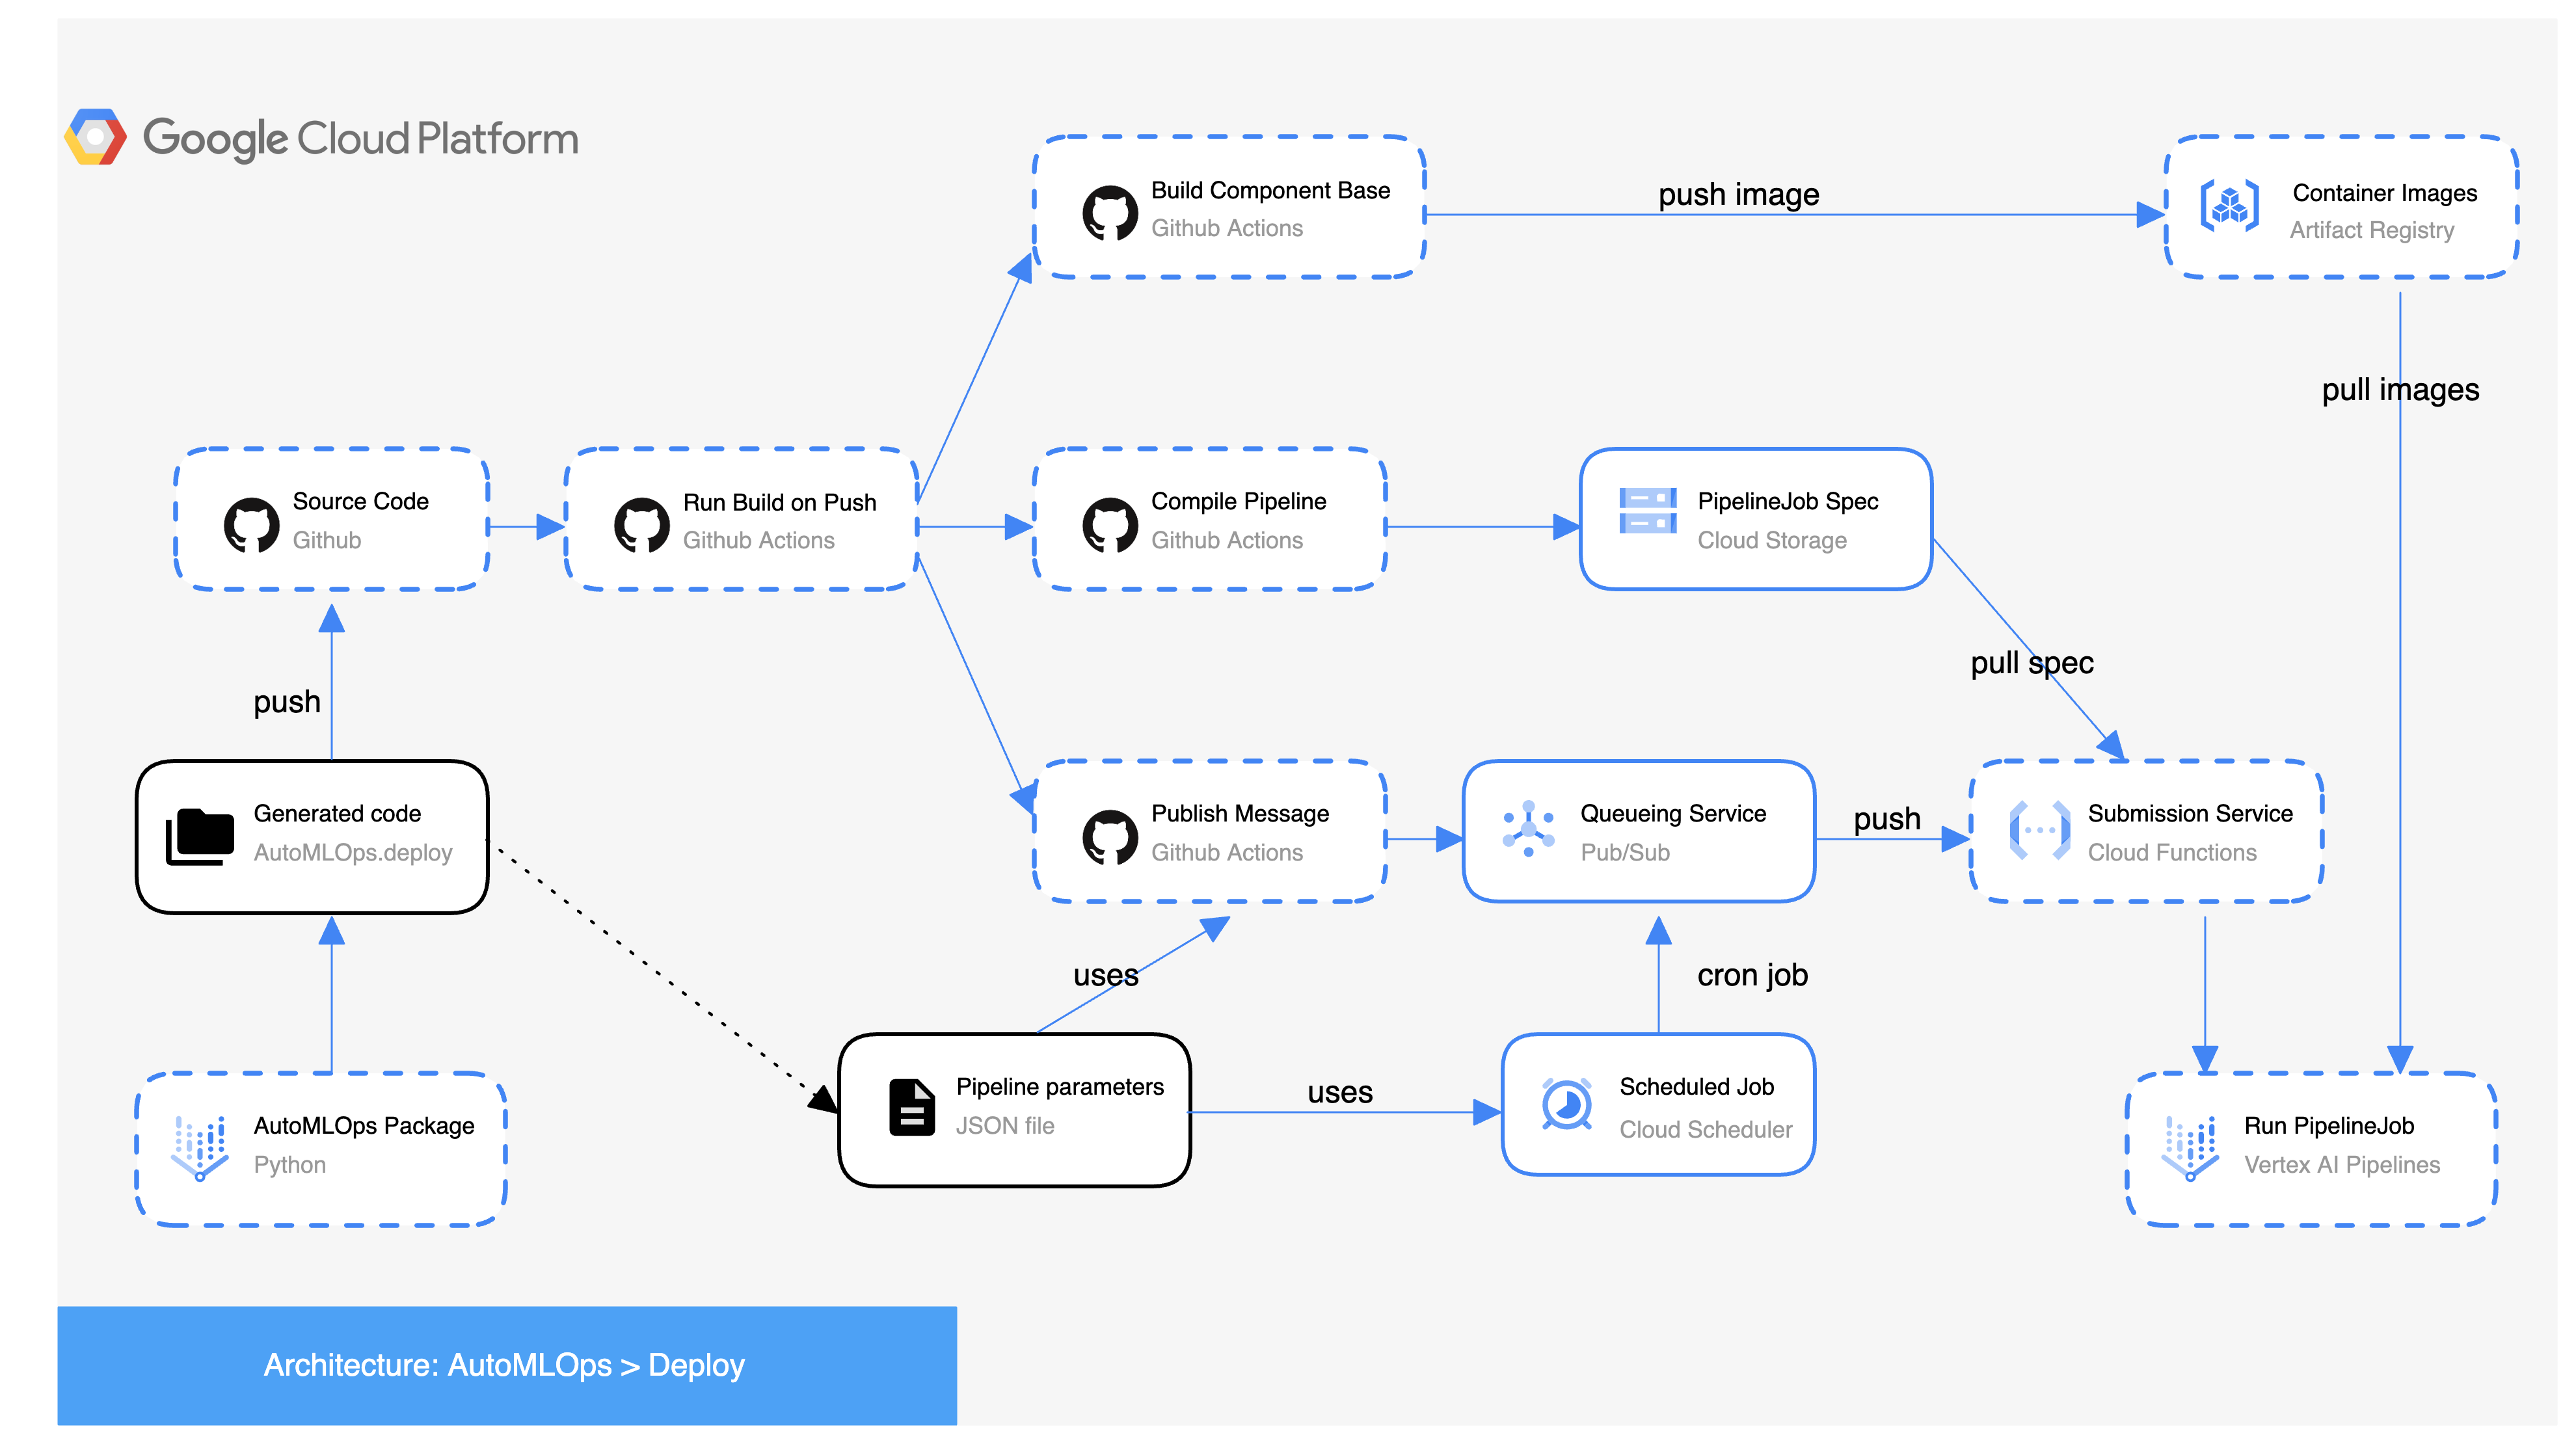 Google Cloud Platform
Build Component Base
Github Actions
push image
Container Images
Artifact Registry
pull images
Source Code
Github
Run Build on Push
Github Actions
Compile Pipeline
Github Actions
PipelineJob Spec
Cloud Storage
pull spec
push
Generated code
AutoMLOps.deploy
Publish Message
Github Actions
Queueing Service
Pub/Sub
push
Submission Service
Cloud Functions
uses
cron job
AutoMLOps Package
Python
Pipeline parameters
JSON file
uses
Scheduled Job
Cloud Scheduler
Run PipelineJob
Vertex AI Pipelines
Architecture: AutoMLOps > Deploy